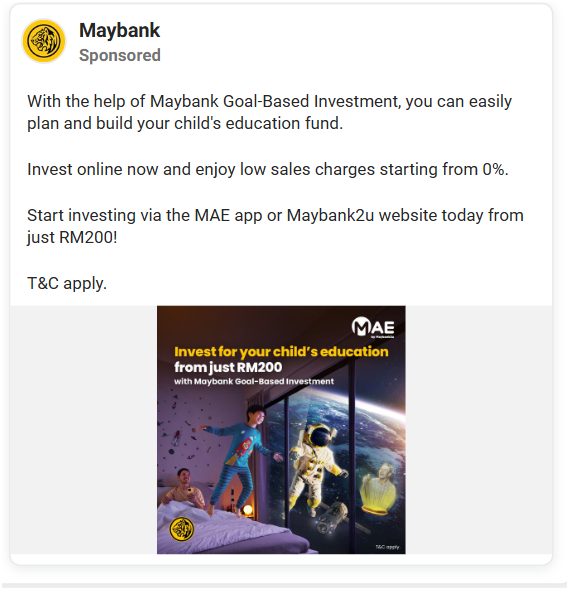 Maybank
Sponsored
With the help of Maybank Goal-Based Investment, you can easily
plan and build your child's education fund.
Invest online now and enjoy low sales charges starting from 0%.
Start investing via the MAE app or Maybank2u website today from
just RM200!
T&C apply.
MAE
by Maybank2u
Invest for your child's education
from just RM200
with Maybank Goal-Based Investment
T&C apply